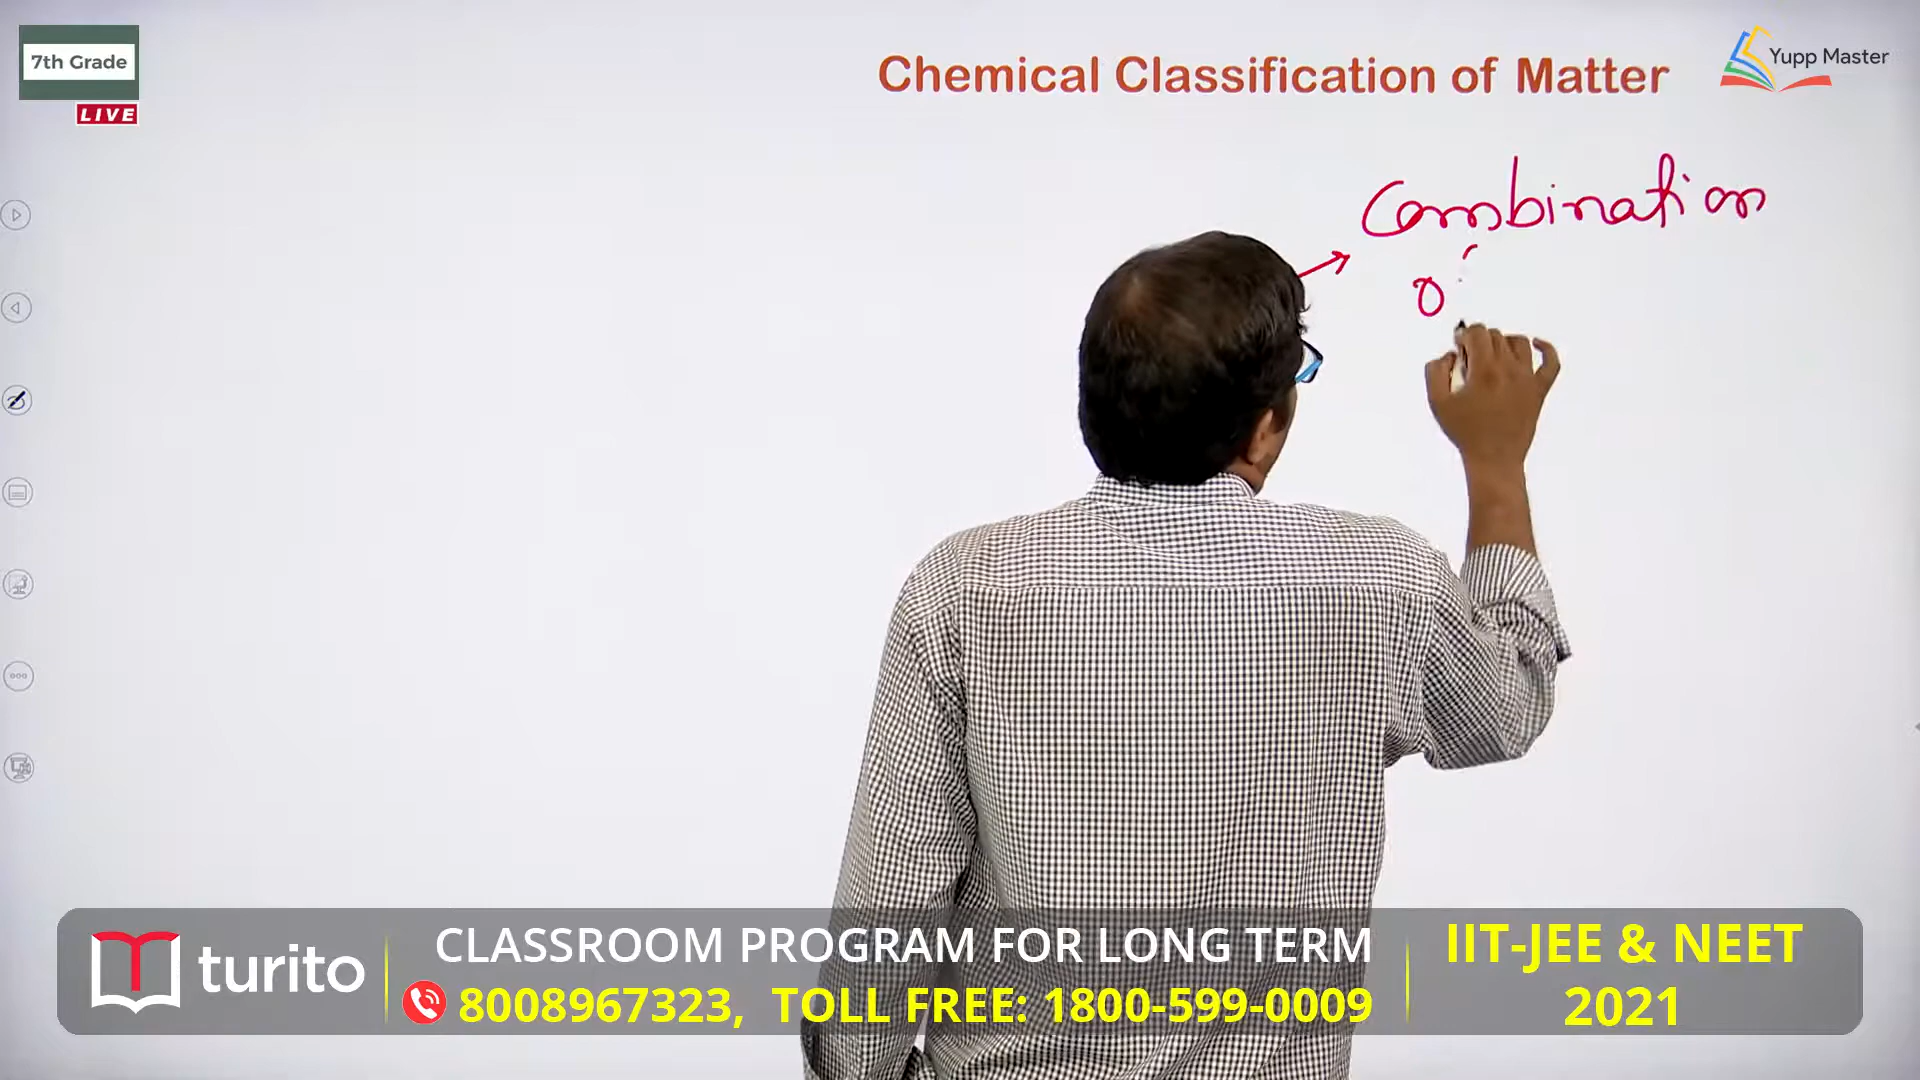 7th Grade
LIVE
Chemical Classification of Matter
Yupp Master
Combination
turito
CLASSROOM PROGRAM FOR LONG TERM
8008967323, TOLL FREE: 1800-599-0009
IIT-JEE & NEET
2021